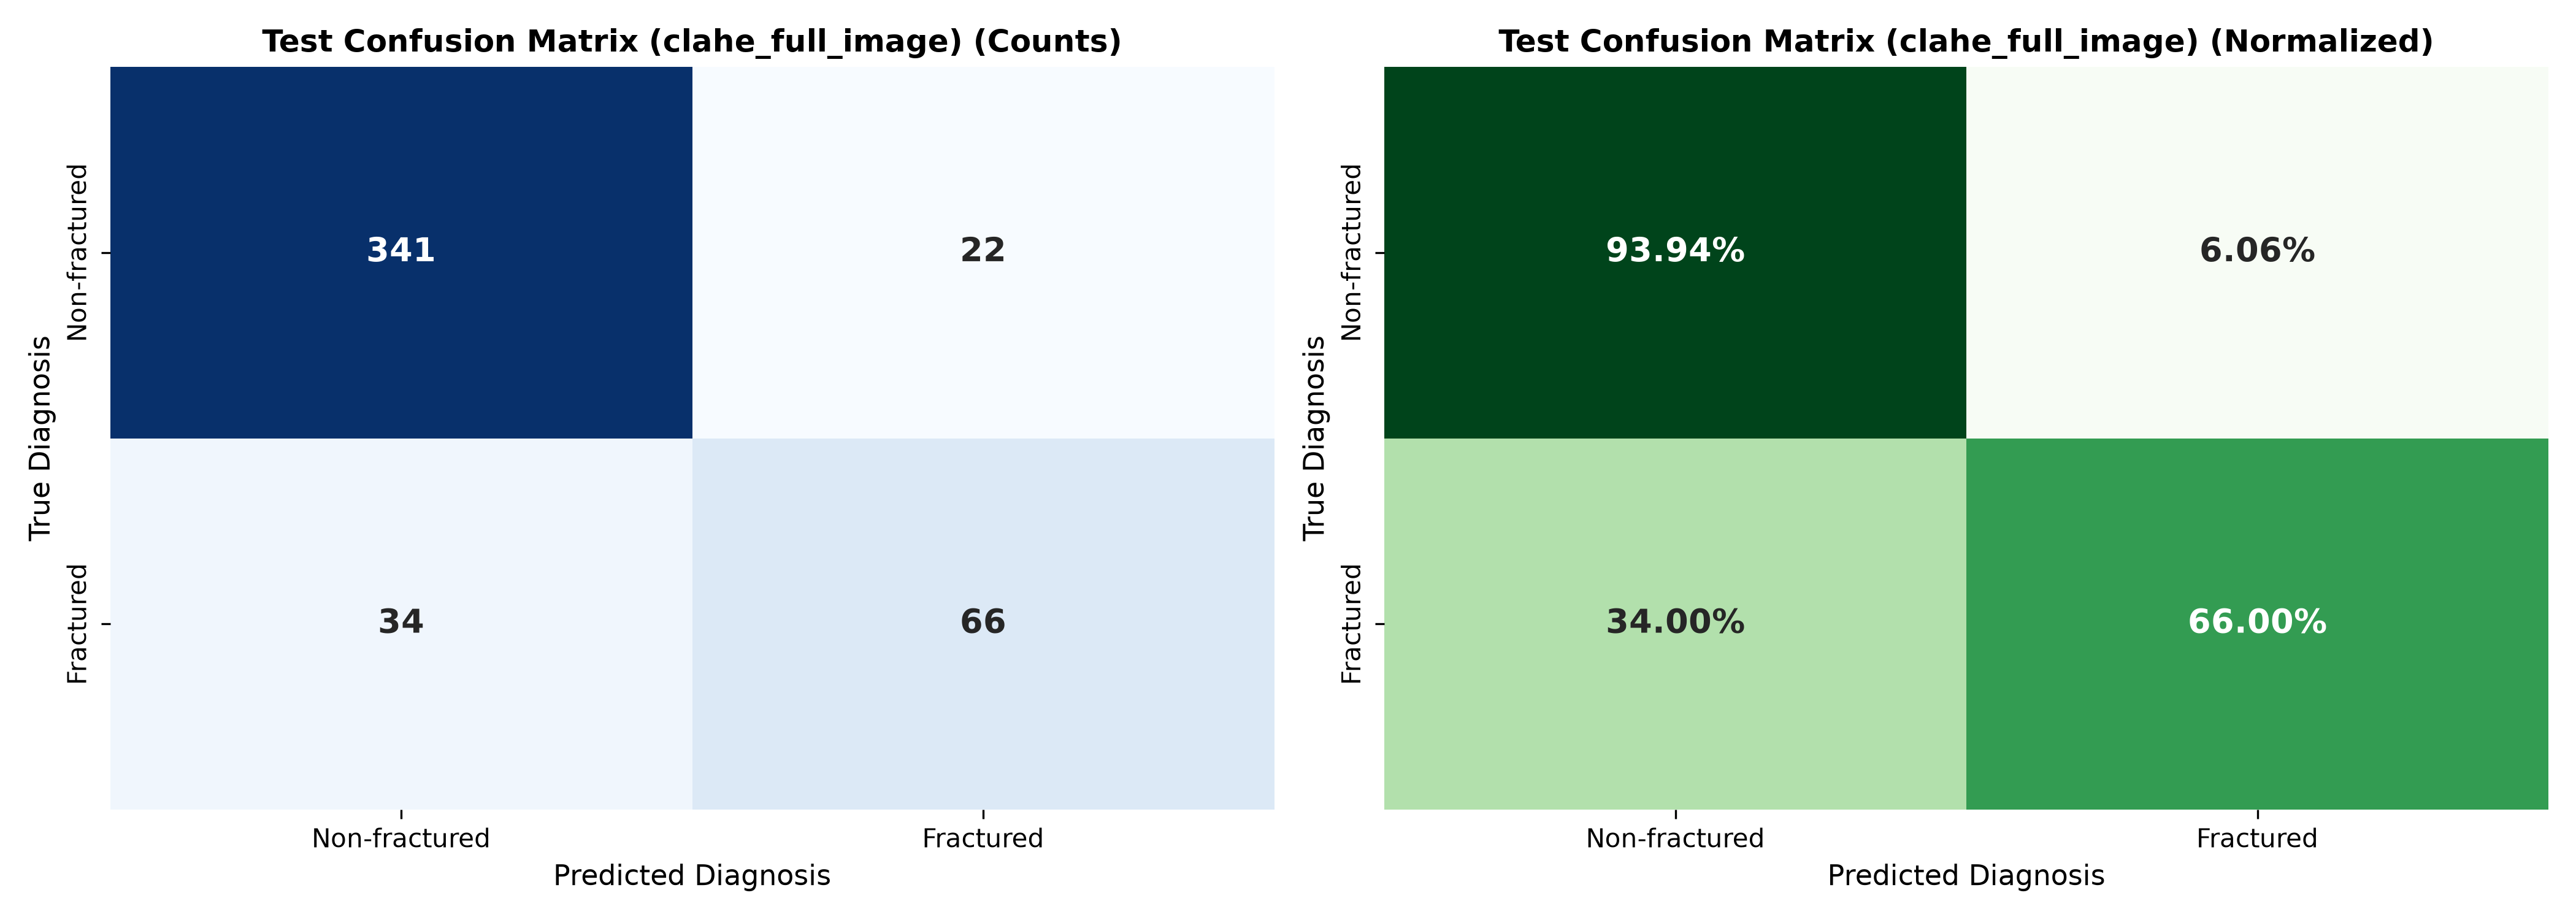 Test Confusion Matrix (clahe_full_image) (Counts)
True Diagnosis
Non-fractured
Fractured
341
22
34
66
Non-fractured
Fractured
Predicted Diagnosis
Test Confusion Matrix (clahe_full_image) (Normalized)
True Diagnosis
Non-fractured
Fractured
93.94%
6.06%
34.00%
66.00%
Non-fractured
Fractured
Predicted Diagnosis